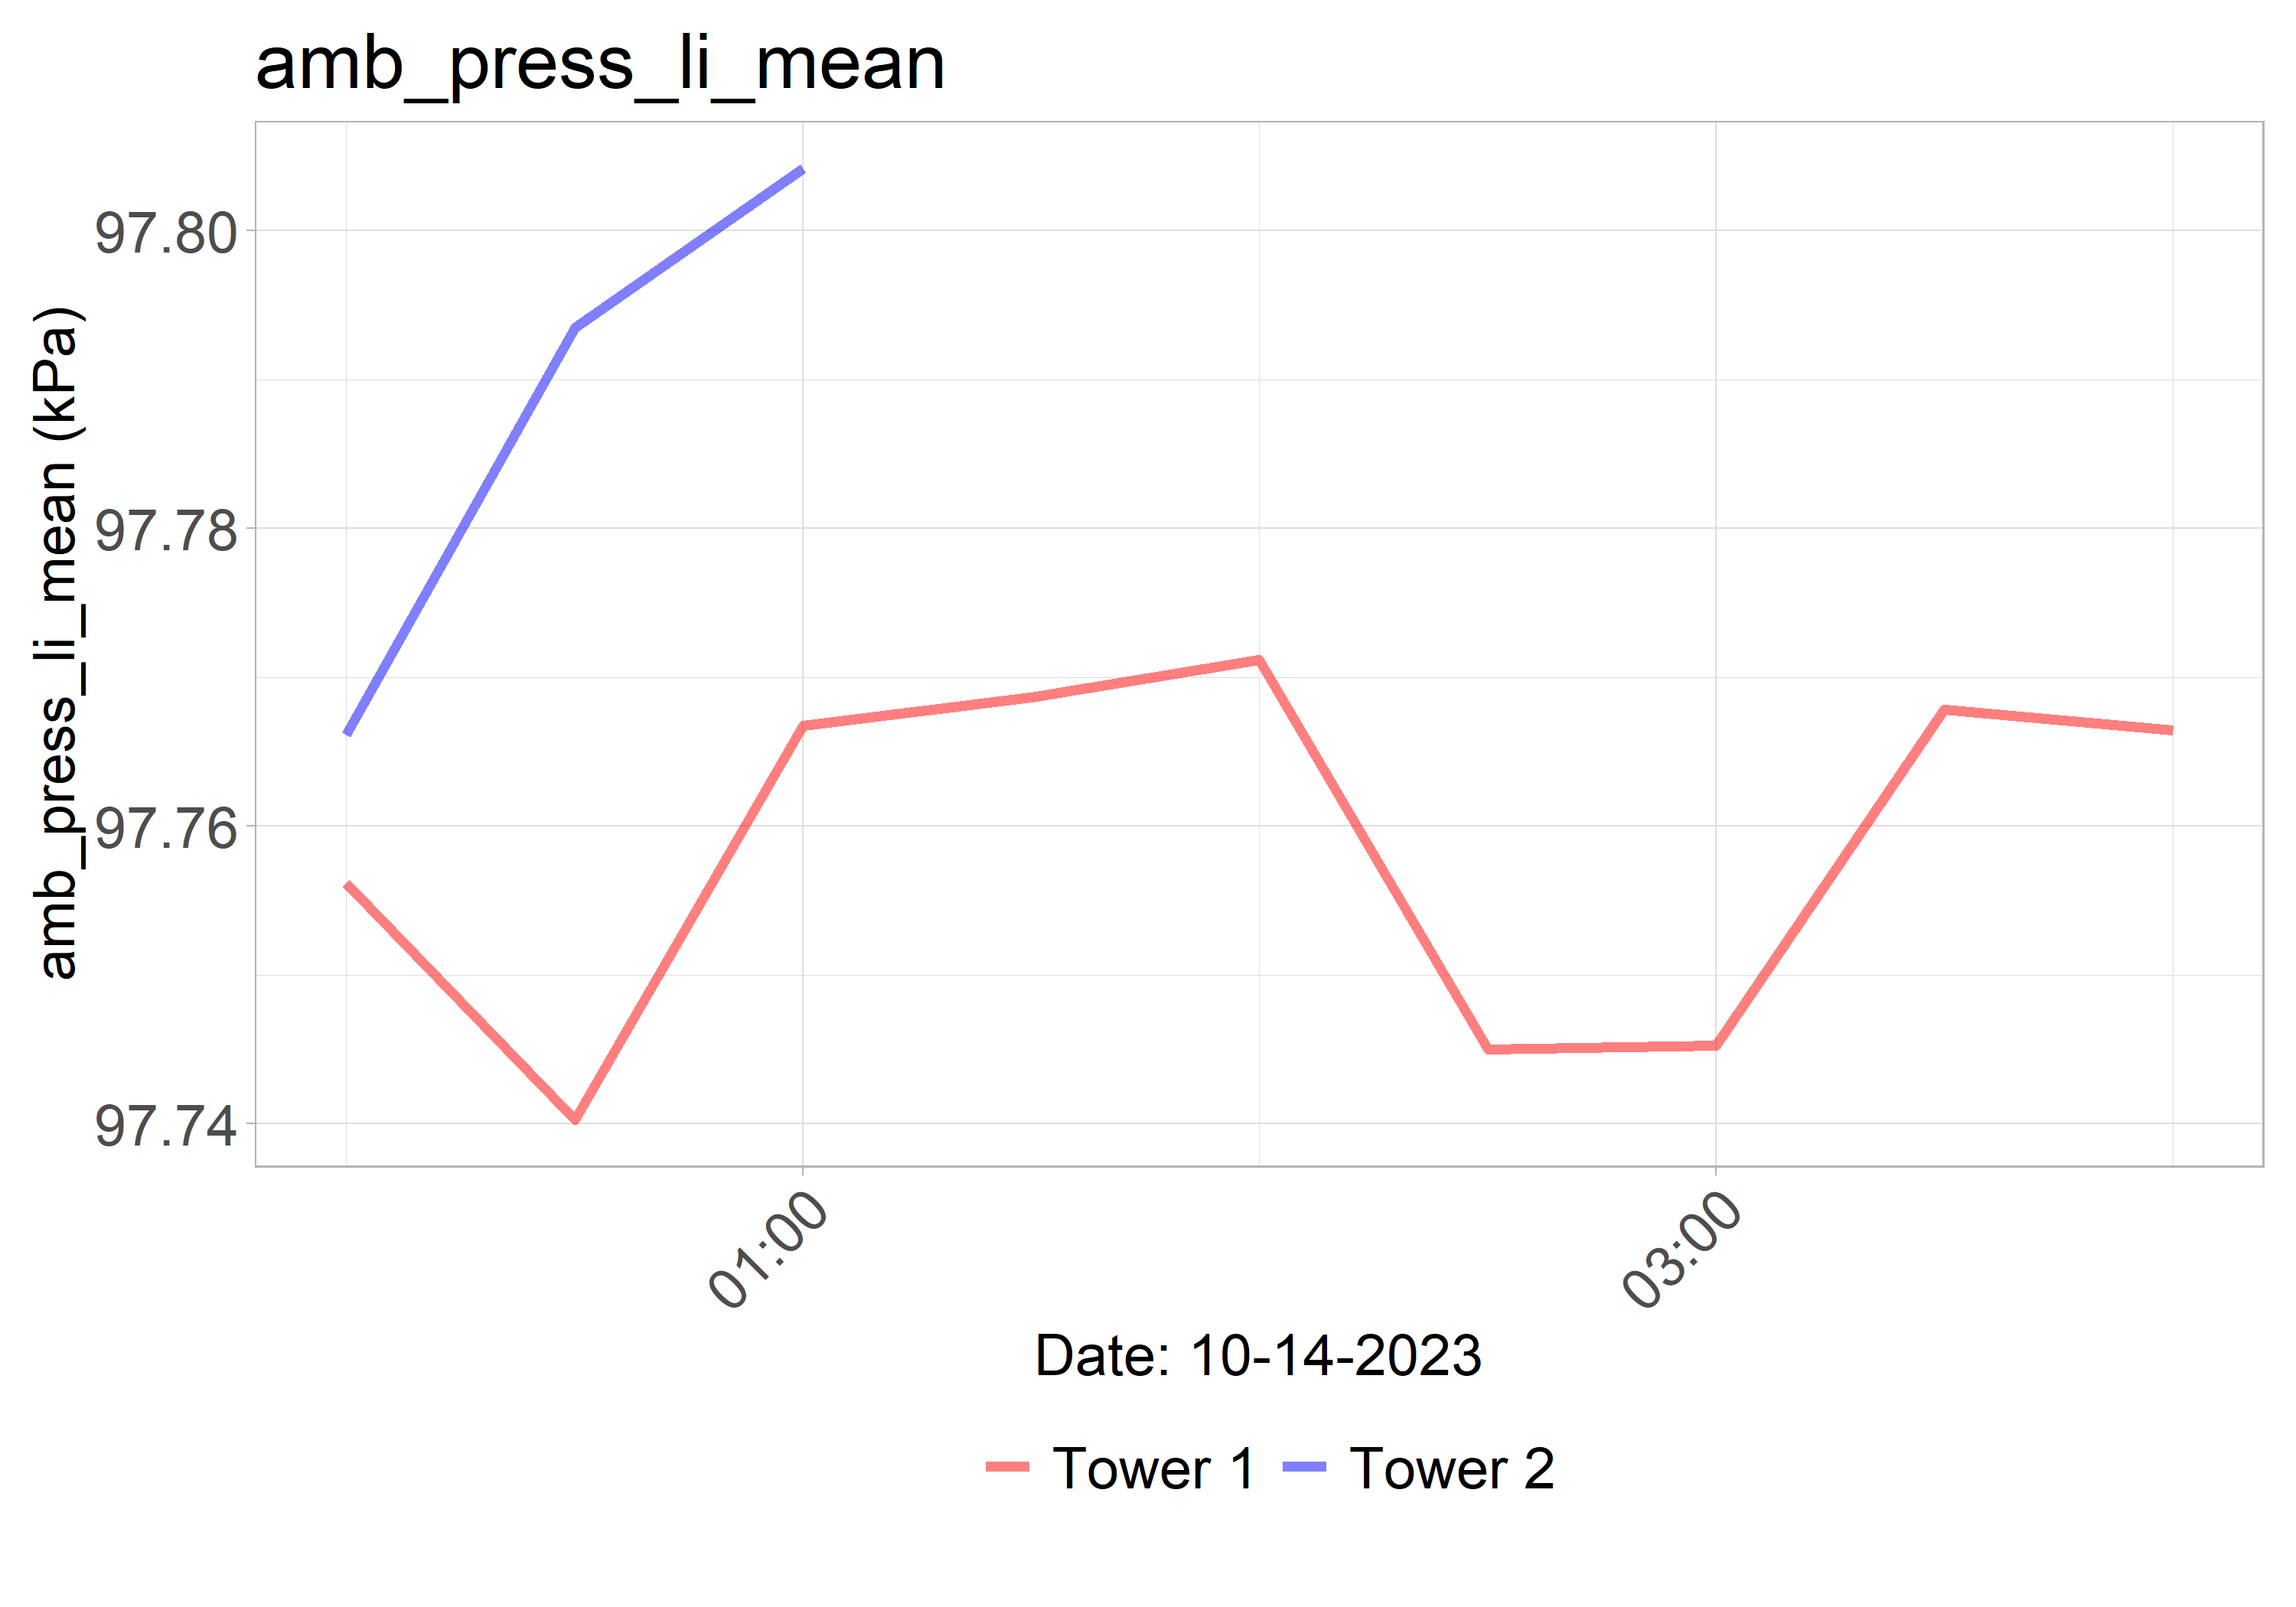 amb_press_li_mean
amb_press_li_mean (kPa)
97.80
97.78
97.76
97.74
01:00
03:00
Date: 10-14-2023
Tower 1
Tower 2